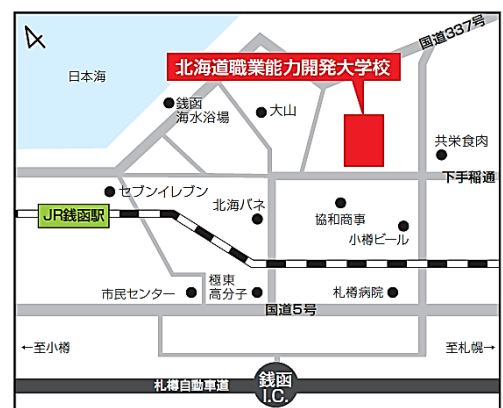 国道337号
日本海
北海道職業能力開発大学校
銭函
海水浴場
大山
共栄食肉
下手稲通
セブンイレブン
北海バネ
協和商事
小樽ビール
JR銭函駅
市民センター
極東
高分子
札樽病院
国道5号
←至小樽
至札幌→
札樽自動車道
銭函
I.C.